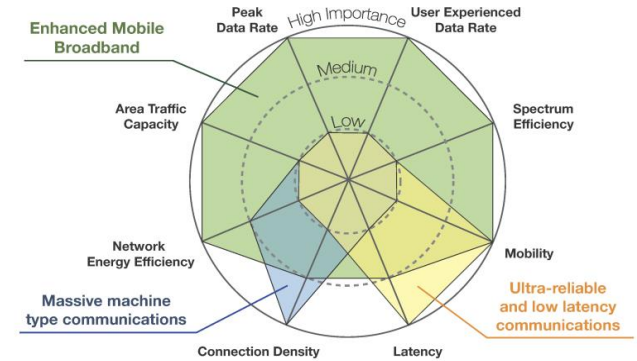 Peak
Data Rate
High Importance
User Experienced
Data Rate
Enhanced Mobile
Broadband
Medium
Area Traffic
Capacity
Low
Spectrum
Efficiency
Network
Energy Efficiency
Mobility
Massive machine
type communications
Ultra-reliable
and low latency
communications
Connection Density
Latency